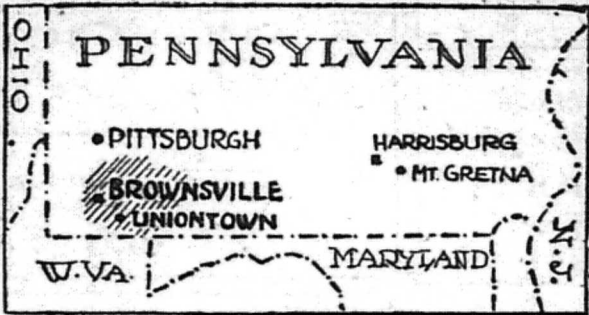 OHIO
PENNSYLVANIA
PITTSBURGH
HARRISBURG
MT. GRETNA
BROWNSVILLE
UNIONTOWN
W.VA.
MARYLAND
N.J.